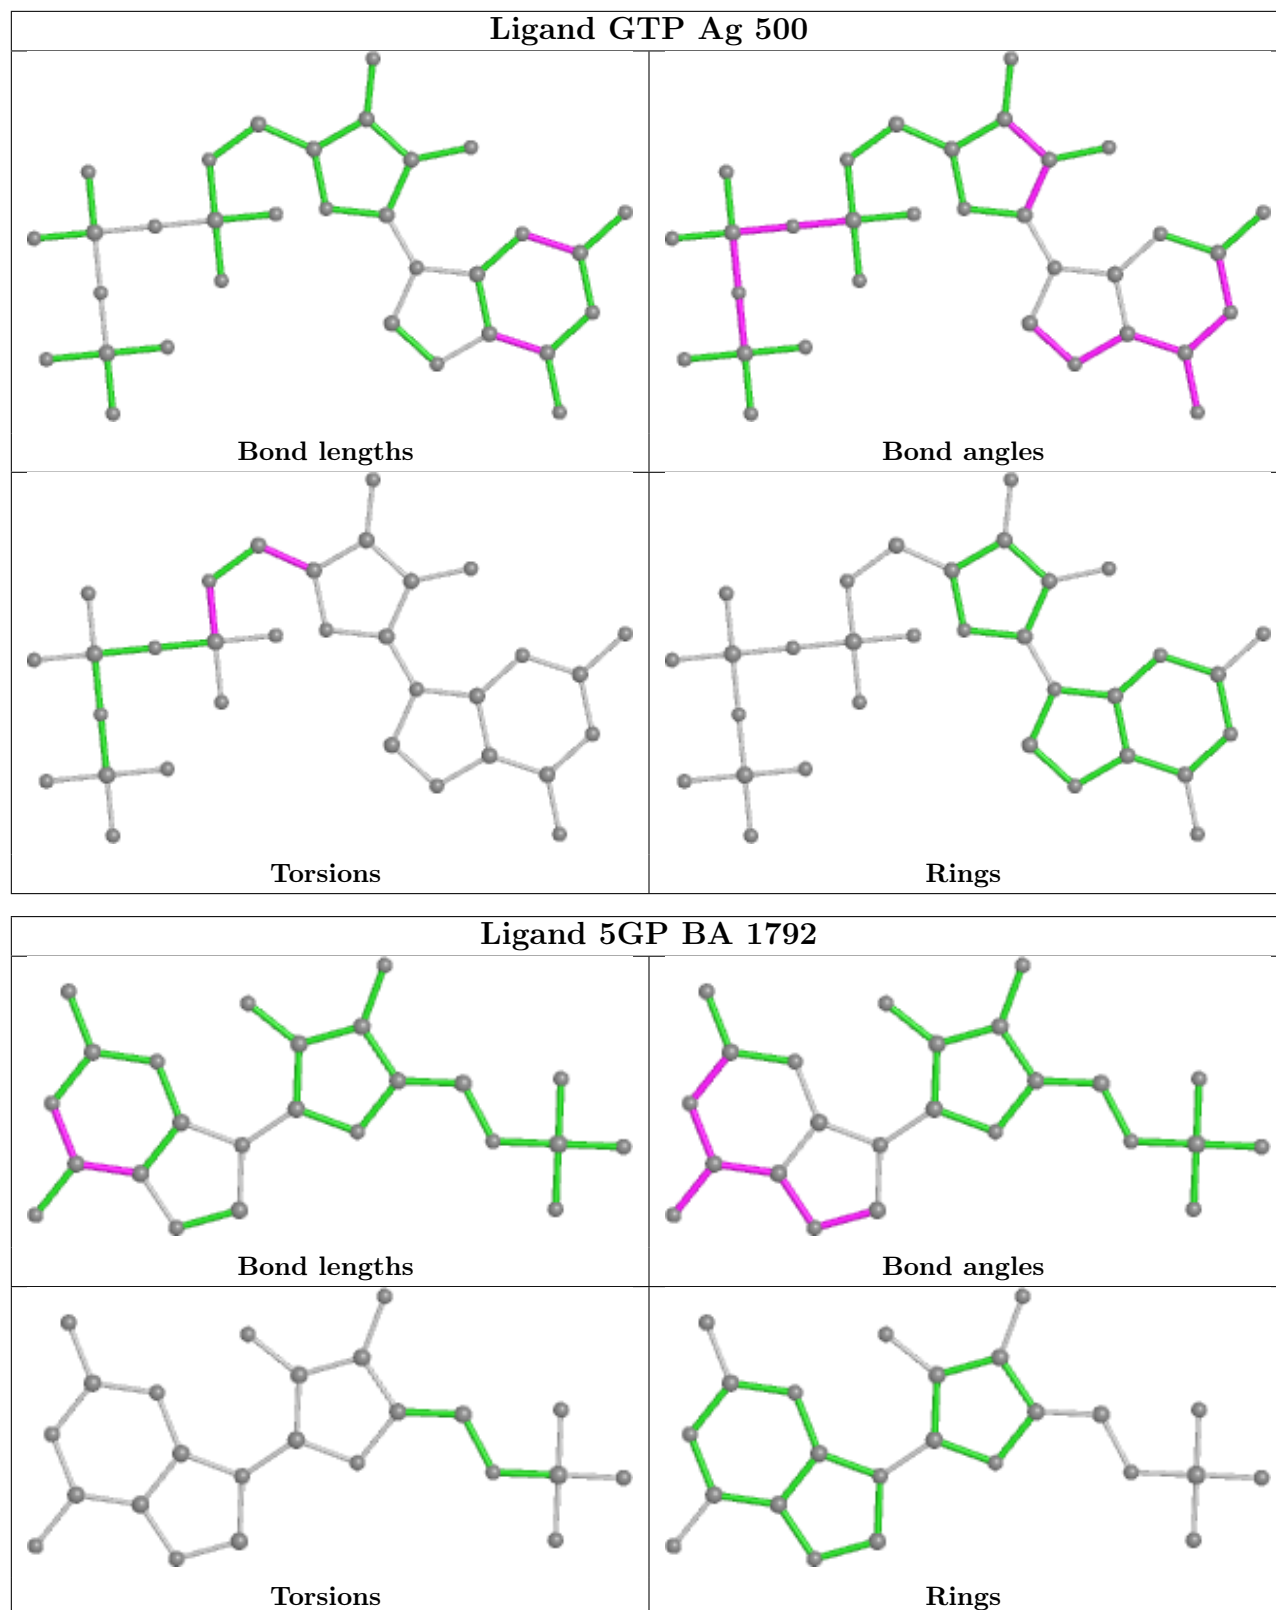 Ligand GTP Ag 500
Bond lengths
Bond angles
Torsions
Rings
Ligand 5GP BA 1792
Bond lengths
Bond angles
Torsions
Rings